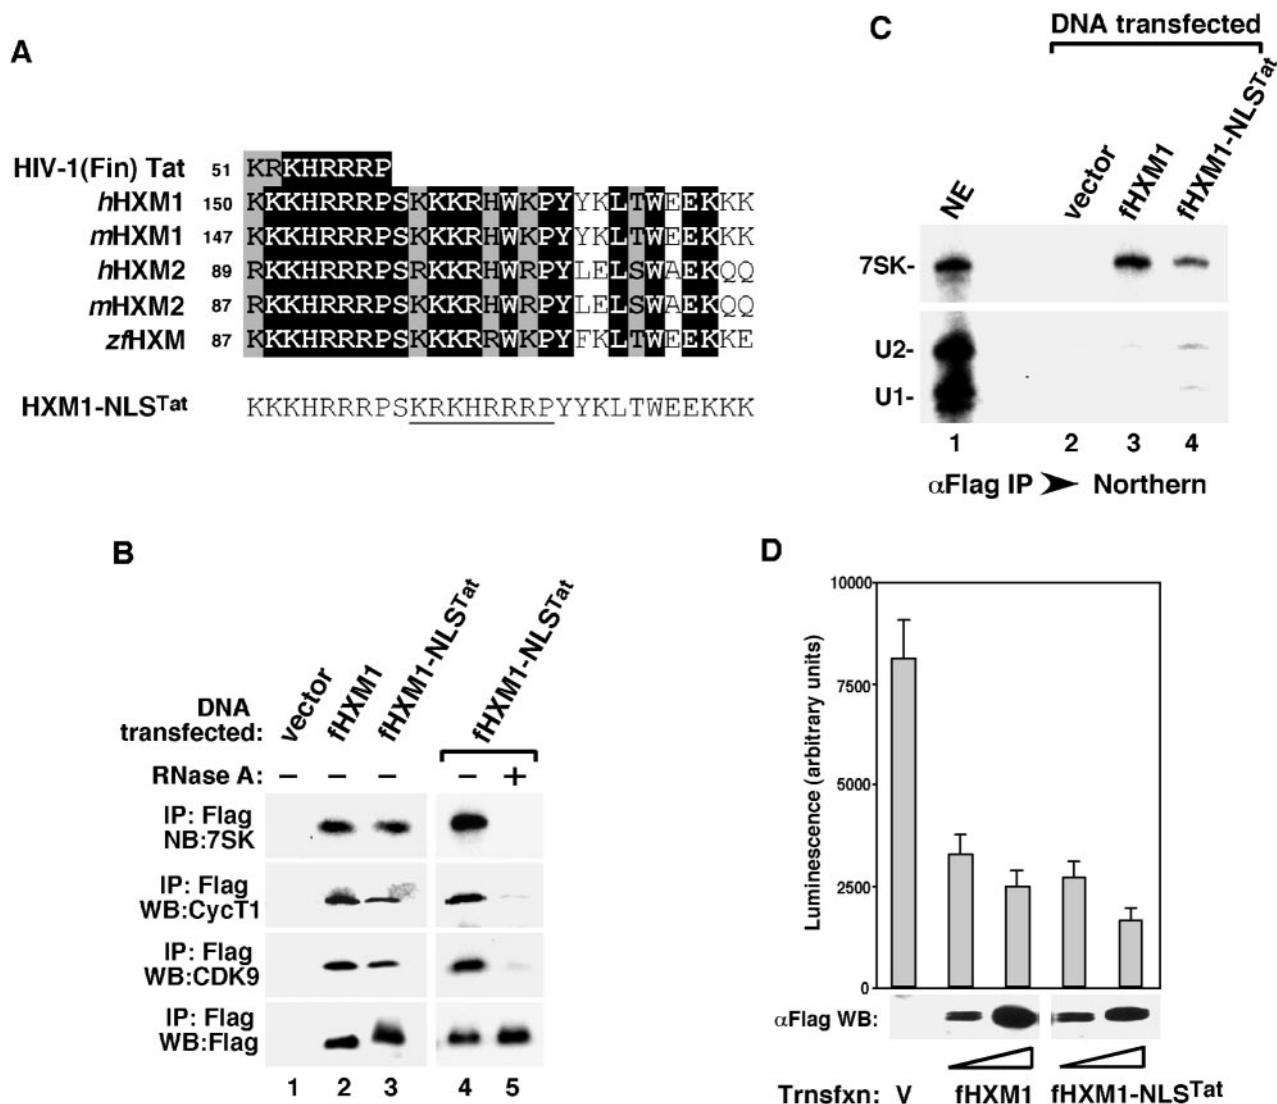 A
HIV-1(Fin) Tat 51 KRKHRRRP
hHXM1 150 KKKHRRRPSKKKRHWKPYYKLTWEEKKK
mHXM1 147 KKKHRRRPSKKKRHWKPYYKLTWEEKKK
hHXM2 89 RKKHRRRPSRKKRHWRPYLELSWAEKQQ
mHXM2 87 RKKHRRRPSKKKRHWRPYLELSWAEKQQ
zfHXM 87 KKKHRRRPSKKKRRWKPYFKLTWEEKKE
HXM1-NLSTat KKKHRRRPSKRKHRRRPYYKLTWEEKKK
B
DNA transfected:
vector
fHXM1
fHXM1-NLSTat
fHXM1-NLSTat
RNase A: – – – – +
IP: Flag
NB:7SK
IP: Flag
WB:CycT1
IP: Flag
WB:CDK9
IP: Flag
WB:Flag
1 2 3 4 5
C
DNA transfected
NE
vector
fHXM1
fHXM1-NLSTat
7SK-
U2-
U1-
1 2 3 4
αFlag IP ➤ Northern
D
Luminescence (arbitrary units)
10000
7500
5000
2500
0
αFlag WB:
Trnsfxn: V fHXM1 fHXM1-NLSTat